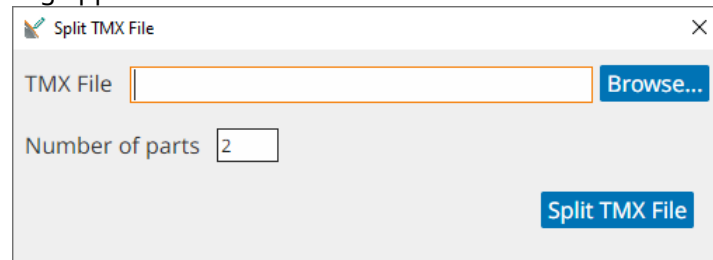 Split TMX File
TMX File Browse...
Number of parts 2
Split TMX File